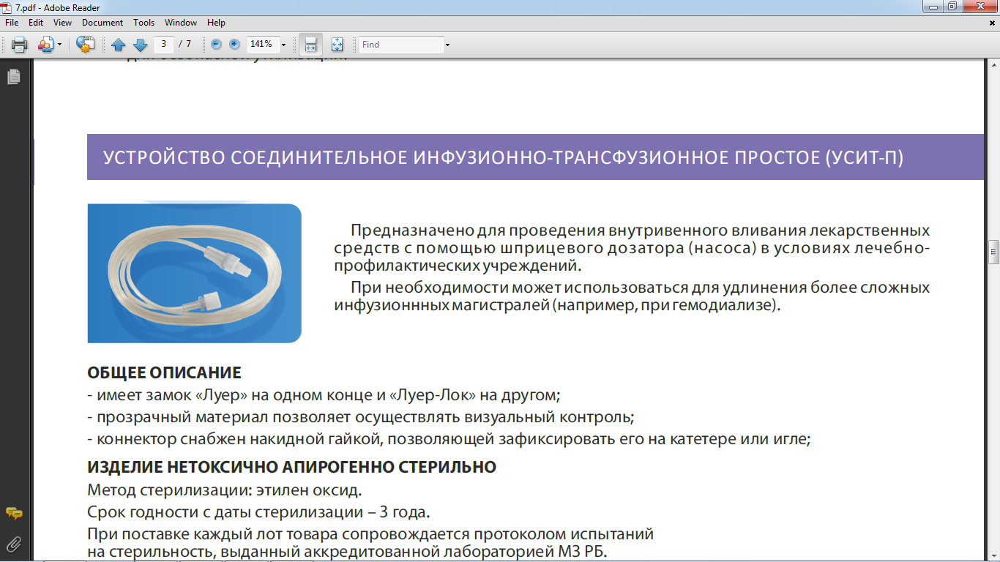 7.pdf - Adobe Reader
File Edit View Document Tools Window Help
3 / 7 141% Find
УСТРОЙСТВО СОЕДИНИТЕЛЬНОЕ ИНФУЗИОННО-ТРАНСФУЗИОННОЕ ПРОСТОЕ (УСИТ-П)
Предназначено для проведения внутривенного вливания лекарственных
средств с помощью шприцевого дозатора (насоса) в условиях лечебно-
профилактических учреждений.
При необходимости может использоваться для удлинения более сложных
инфузионнных магистралей (например, при гемодиализе).
ОБЩЕЕ ОПИСАНИЕ
- имеет замок «Луер» на одном конце и «Луер-Лок» на другом;
- прозрачный материал позволяет осуществлять визуальный контроль;
- коннектор снабжен накидной гайкой, позволяющей зафиксировать его на катетере или игле;
ИЗДЕЛИЕ НЕТОКСИЧНО АПИРОГЕННО СТЕРИЛЬНО
Метод стерилизации: этилен оксид.
Срок годности с даты стерилизации – 3 года.
При поставке каждый лот товара сопровождается протоколом испытаний
на стерильность, выданный аккредитованной лабораторией МЗ РБ.